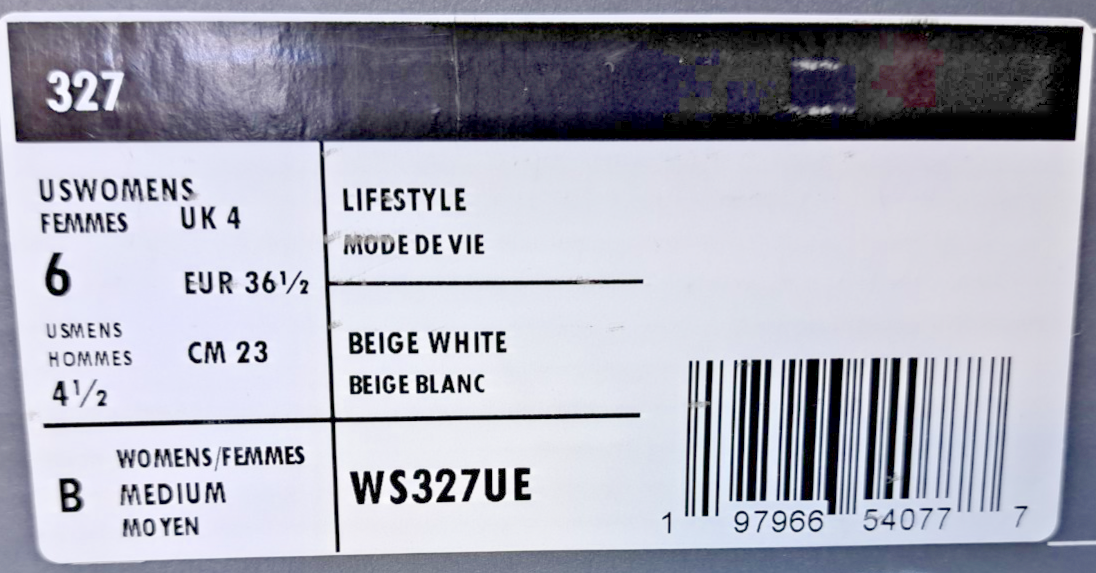 327
USWOMENS
FEMMES
UK 4
6
EUR 36½
USMENS
HOMMES
CM 23
4½
B
WOMENS/FEMMES
MEDIUM
MOYEN
LIFESTYLE
MODE DE VIE
BEIGE WHITE
BEIGE BLANC
WS327UE
1 97966 54077 7